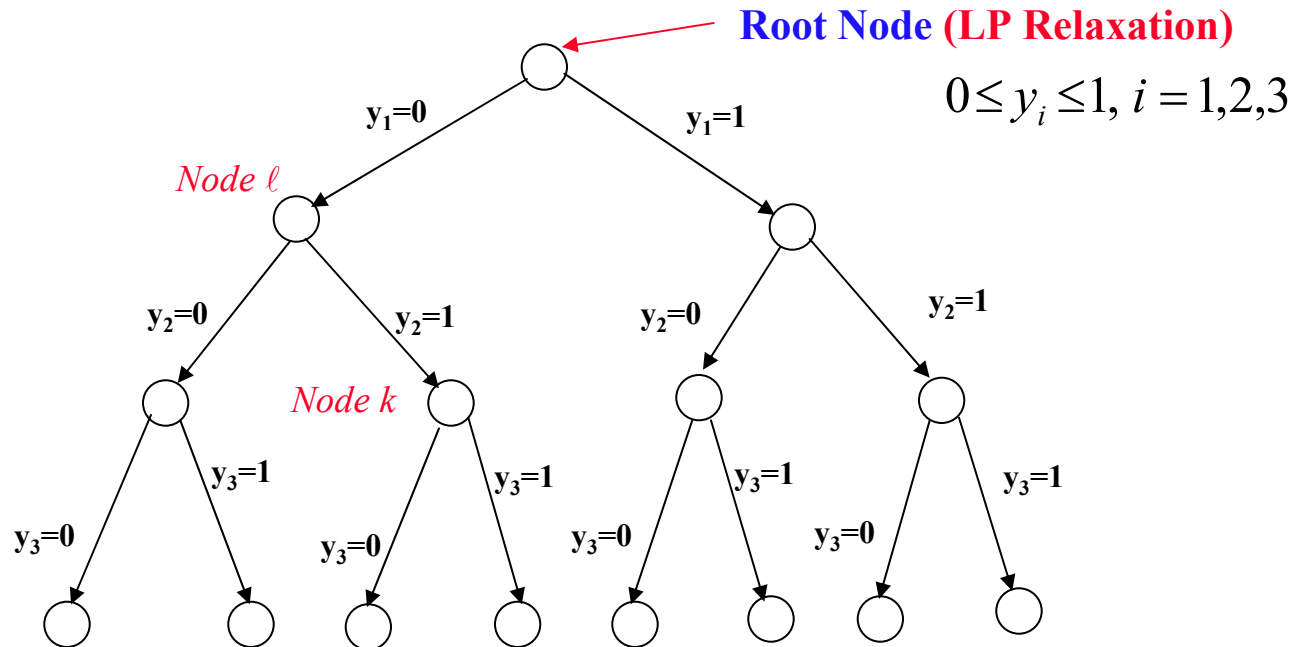 Root Node (LP Relaxation)
0 ≤ yᵢ ≤ 1, i = 1,2,3
y₁=0
y₁=1
Node ℓ
y₂=0
y₂=1
y₂=0
y₂=1
Node k
y₃=0
y₃=1
y₃=0
y₃=1
y₃=0
y₃=1
y₃=0
y₃=1